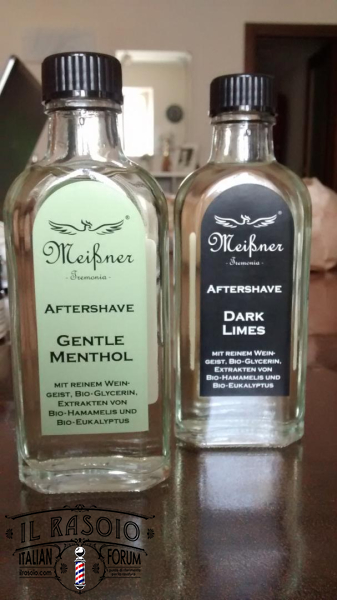 Meißner
- Tremonia -
AFTERSHAVE
GENTLE
MENTHOL
MIT REINEM WEIN-
GEIST, BIO-GLYCERIN,
EXTRAKTEN VON
BIO-HAMAMELIS UND
BIO-EUKALYPTUS
®
Meißner
- Tremonia -
AFTERSHAVE
DARK
LIMES
MIT REINEM WEIN-
GEIST, BIO-GLYCERIN,
EXTRAKTEN VON
BIO-HAMAMELIS UND
BIO-EUKALYPTUS
IL RASOIO
ITALIAN FORUM
ilrasoio.com